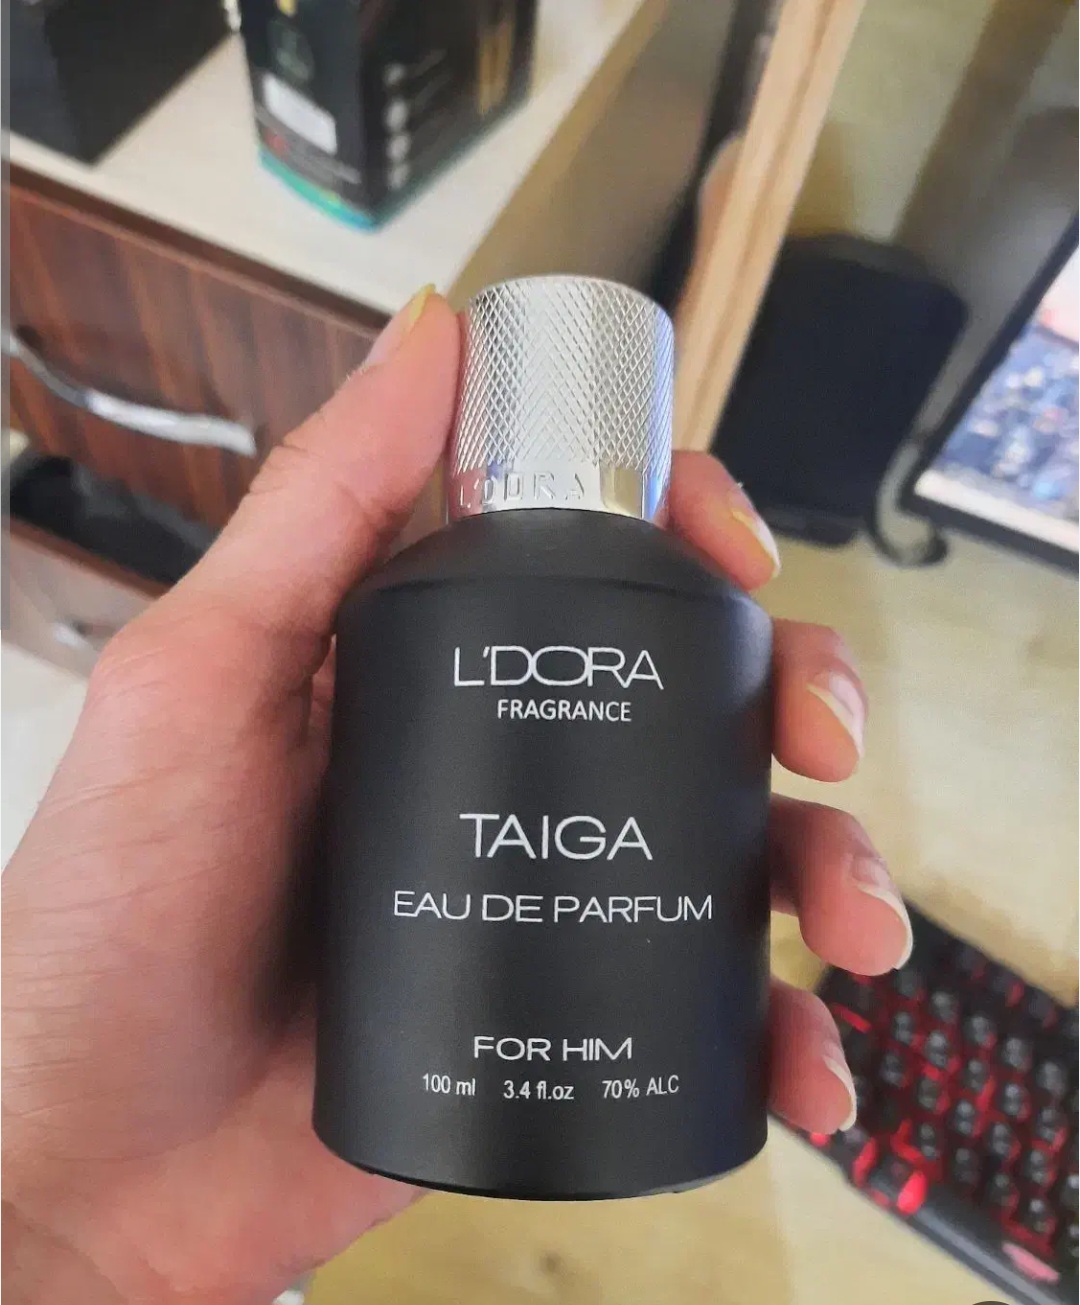 L'DORA
L'DORA
FRAGRANCE
TAIGA
EAU DE PARFUM
FOR HIM
100 ml 3.4 fl.oz 70% ALC